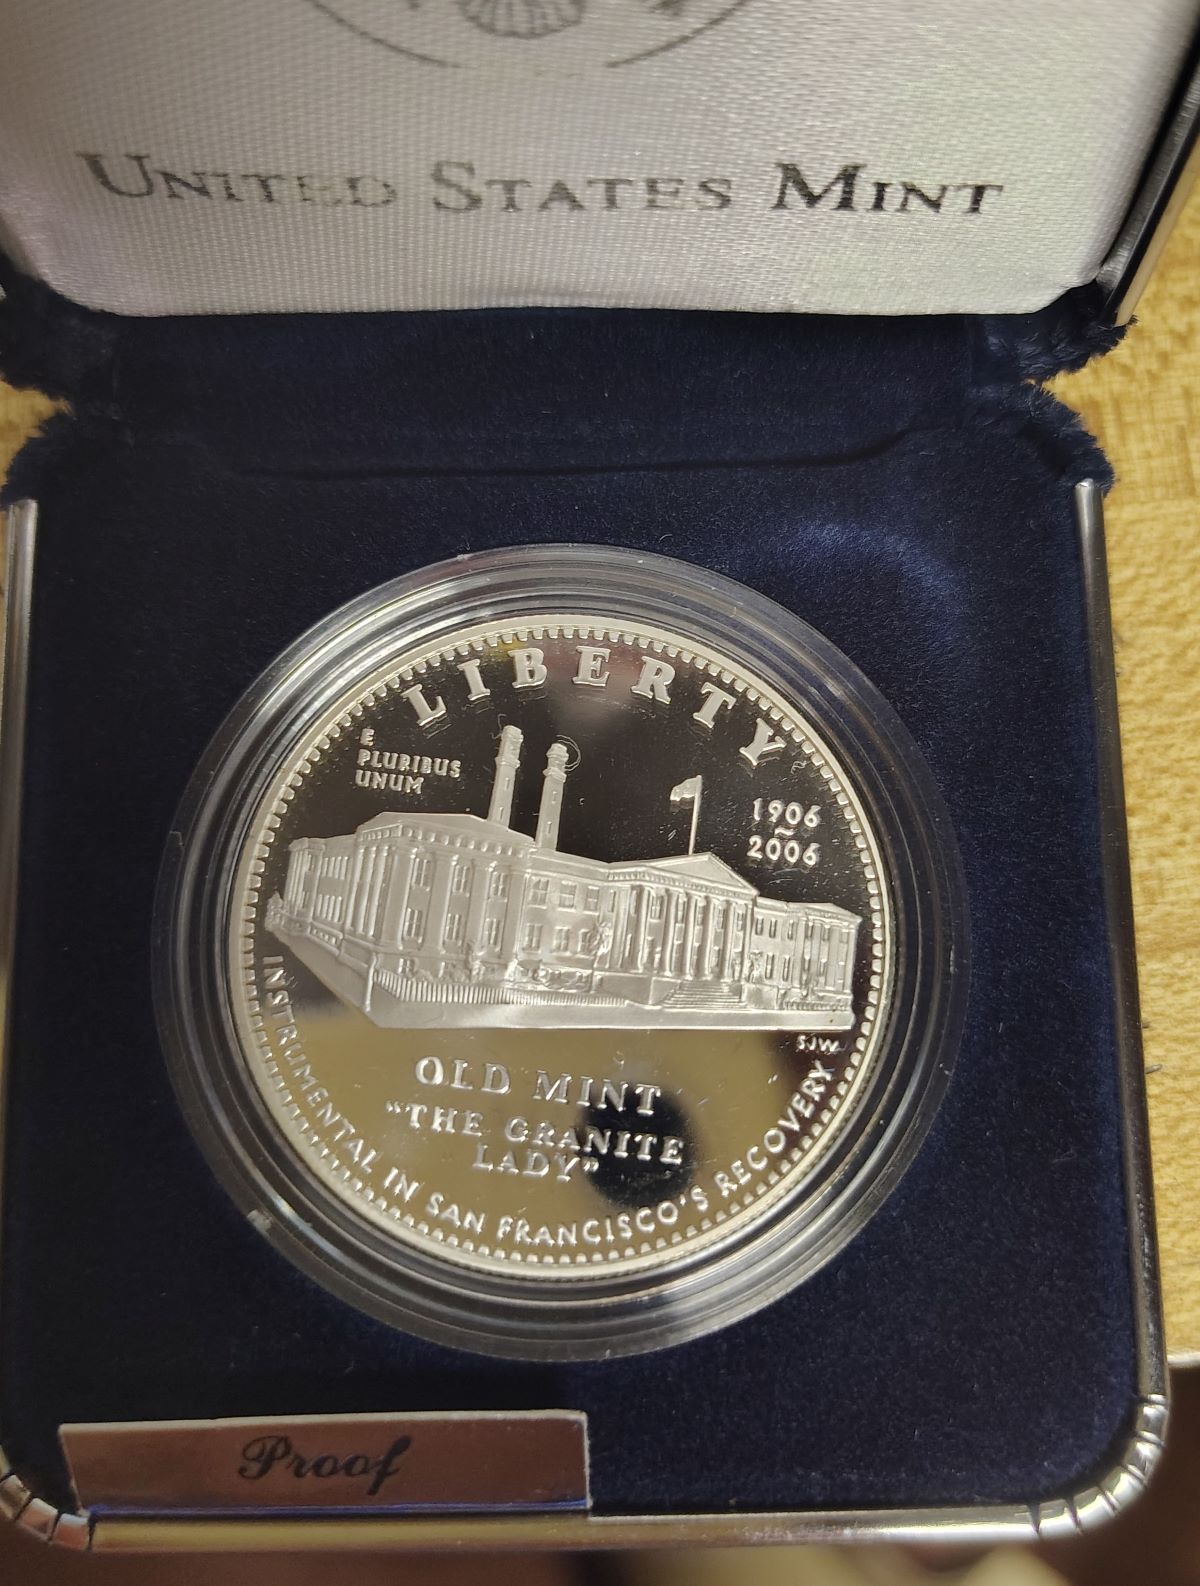 UNITED STATES MINT
LIBERTY
E
PLURIBUS
UNUM
1906
~
2006
SJW
OLD MINT
"THE GRANITE
LADY"
INSTRUMENTAL IN SAN FRANCISCO'S RECOVERY
Proof